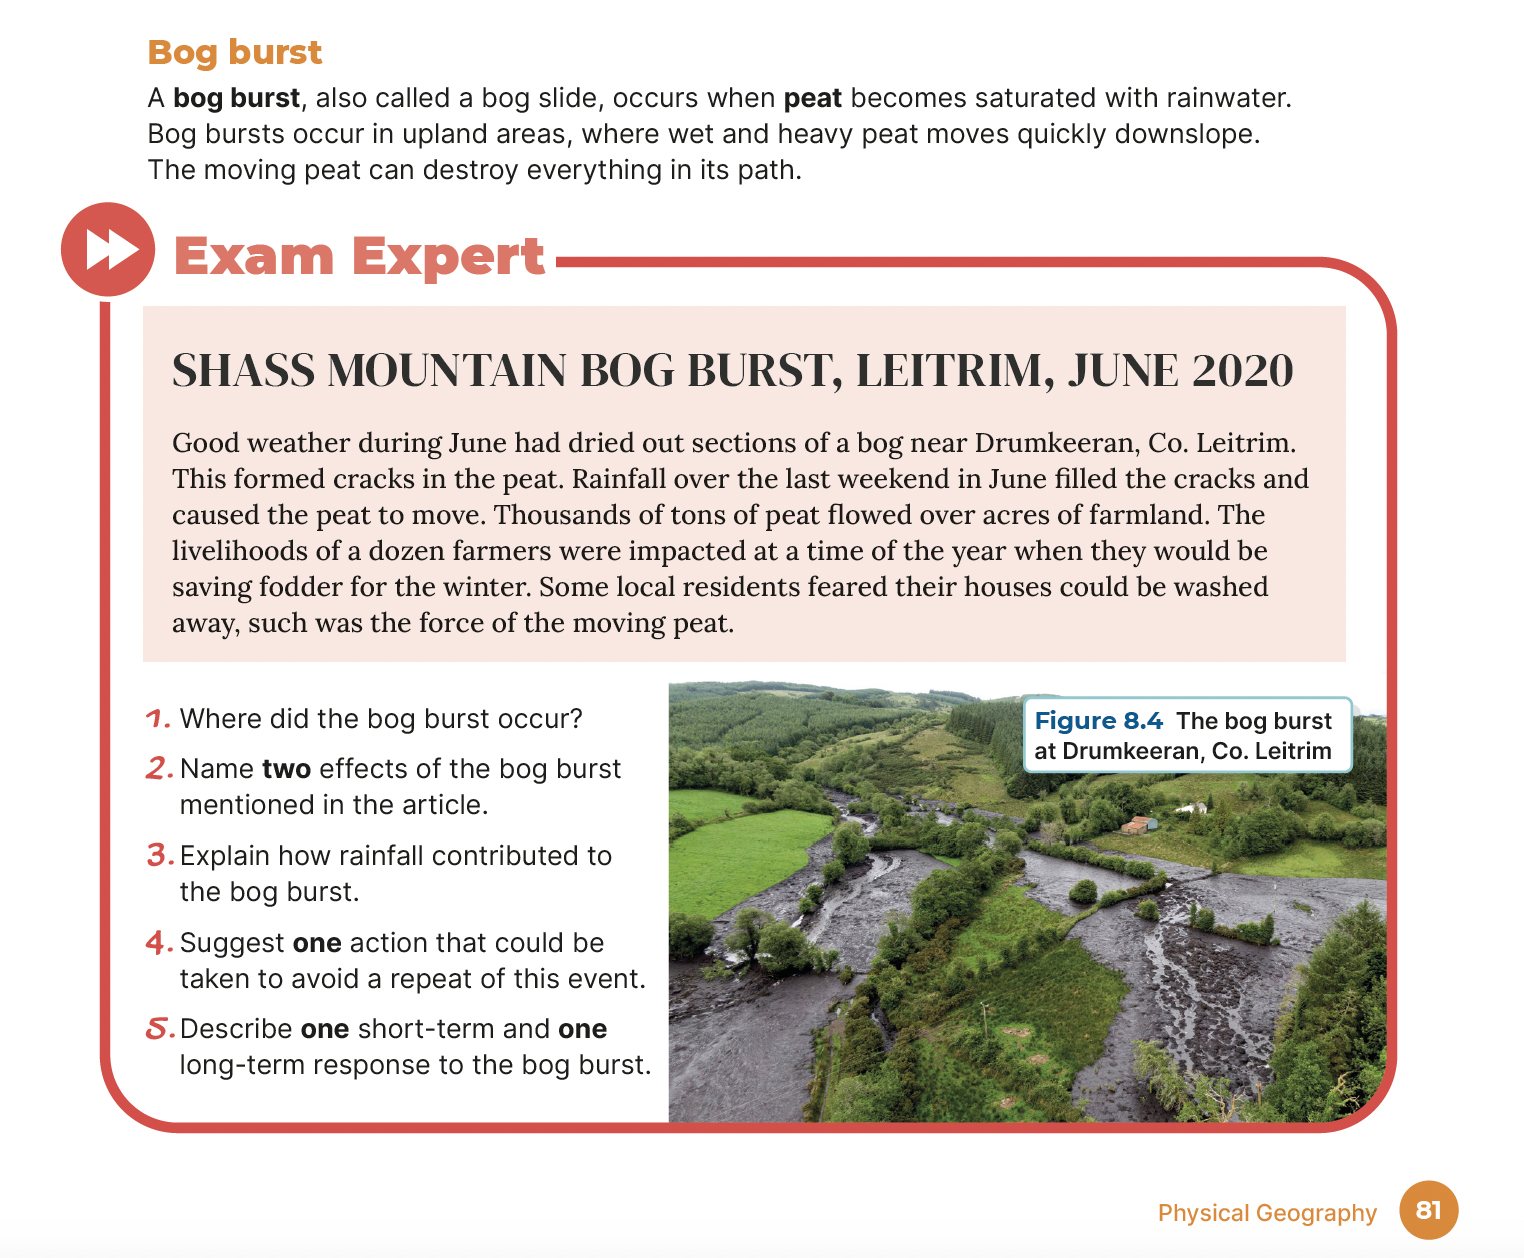 Bog burst
A bog burst, also called a bog slide, occurs when peat becomes saturated with rainwater.
Bog bursts occur in upland areas, where wet and heavy peat moves quickly downslope.
The moving peat can destroy everything in its path.
Exam Expert
SHASS MOUNTAIN BOG BURST, LEITRIM, JUNE 2020
Good weather during June had dried out sections of a bog near Drumkeeran, Co. Leitrim.
This formed cracks in the peat. Rainfall over the last weekend in June filled the cracks and
caused the peat to move. Thousands of tons of peat flowed over acres of farmland. The
livelihoods of a dozen farmers were impacted at a time of the year when they would be
saving fodder for the winter. Some local residents feared their houses could be washed
away, such was the force of the moving peat.
1. Where did the bog burst occur?
2. Name two effects of the bog burst
mentioned in the article.
3. Explain how rainfall contributed to
the bog burst.
4. Suggest one action that could be
taken to avoid a repeat of this event.
5. Describe one short-term and one
long-term response to the bog burst.
Figure 8.4 The bog burst
at Drumkeeran, Co. Leitrim
Physical Geography 81